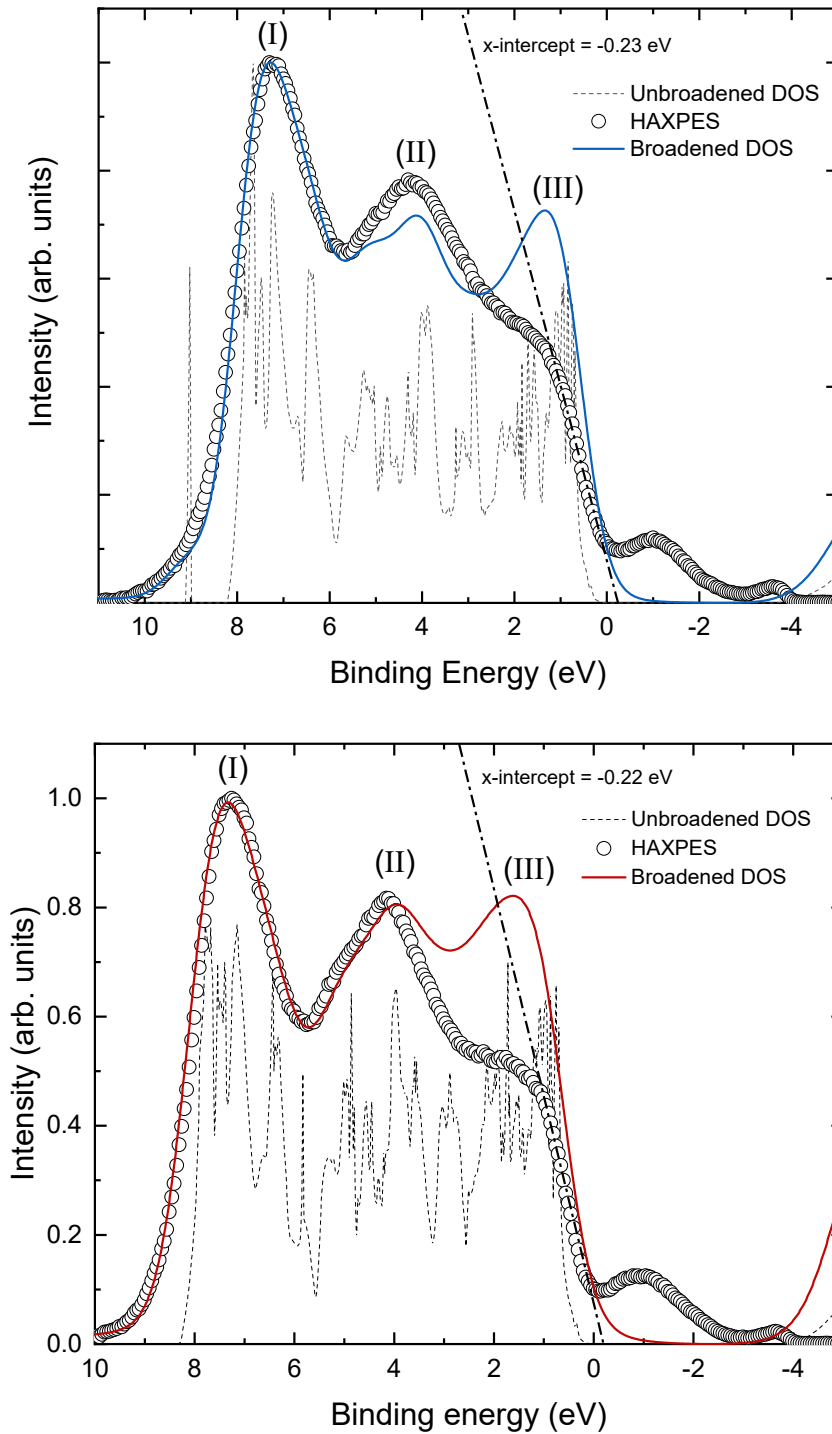 (I)
x-intercept = -0.23 eV
Unbroadened DOS
HAXPES
Broadened DOS
(II)
(III)
Intensity (arb. units)
10 8 6 4 2 0 -2 -4
Binding Energy (eV)
(I)
x-intercept = -0.22 eV
Unbroadened DOS
HAXPES
Broadened DOS
(II)
(III)
1.0
0.8
0.6
0.4
0.2
0.0
Intensity (arb. units)
10 8 6 4 2 0 -2 -4
Binding energy (eV)